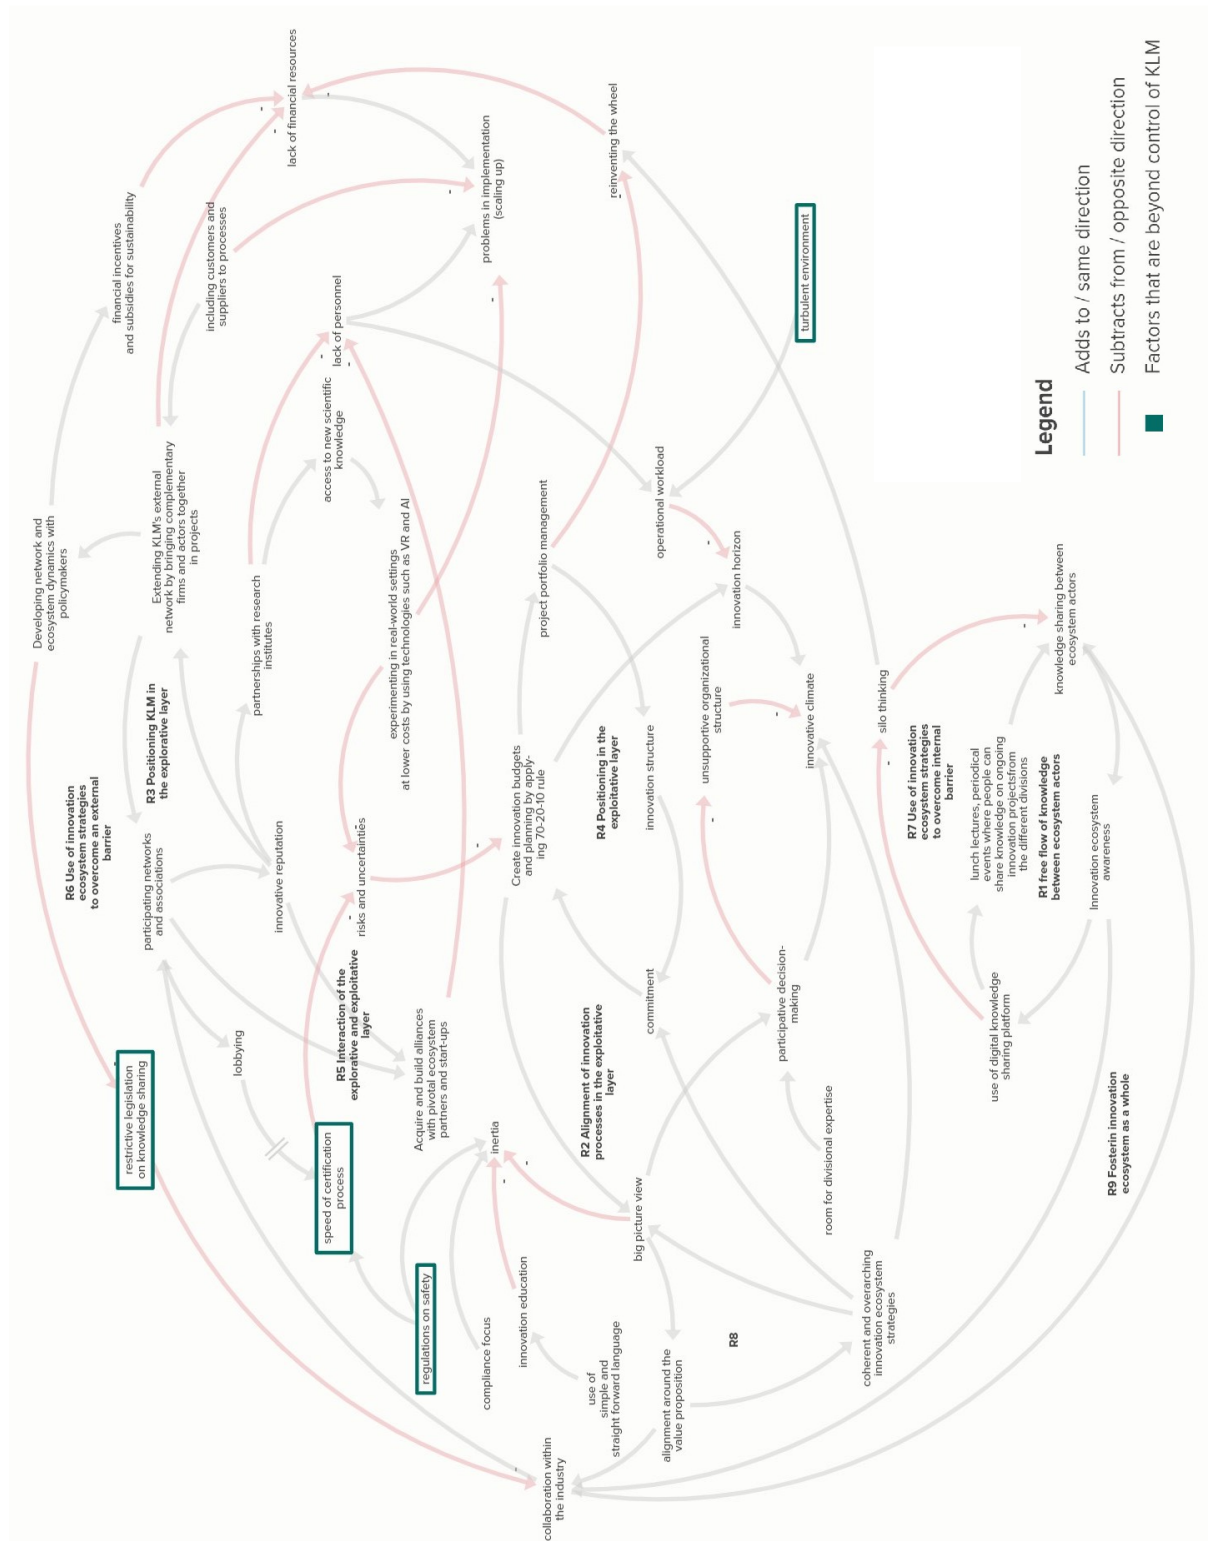 Developing network and
ecosystem dynamics with
policymakers
financial incentives
and subsidies for sustainability
lack of financial resources
including customers and
suppliers to processes
Extending KLM's external
network by bringing complementary
firms and actors together
in projects
R6 Use of innovation
ecosystem strategies
to overcome an external
barrier
R3 Positioning KLM in
the explorative layer
participating networks
and associations
restrictive legislation
on knowledge sharing
lobbying
innovative reputation
partnerships with research
institutes
access to new scientific
knowledge
lack of personnel
problems in implementation
(scaling up)
experimenting in real-world settings
at lower costs by using technologies such as VR and AI
risks and uncertainties
R5 Interaction of the
explorative and exploitative
layer
speed of certification
process
regulations on safety
Acquire and build alliances
with pivotal ecosystem
partners and start-ups
compliance focus
inertia
innovation education
use of
simple and
straight forward language
collaboration within
the industry
Create innovation budgets
and planning by apply-
ing 70-20-10 rule
project portfolio management
reinventing the wheel
R4 Positioning in the
exploitative layer
innovation structure
R2 Alignment of innovation
processes in the exploitative
layer
commitment
big picture view
alignment around the
value proposition
R8
operational workload
turbulent environment
innovation horizon
unsupportive organizational
structure
innovative climate
participative decision-
making
room for divisional expertise
coherent and overarching
innovation ecosystem
strategies
silo thinking
R7 Use of innovation
ecosystem strategies
to overcome internal
barrier
lunch lectures, periodical
events where people can
share knowledge on ongoing
innovation projectsfrom
the different divisions
R1 free flow of knowledge
between ecosystem actors
use of digital knowledge
sharing platform
knowledge sharing between
ecosystem actors
Innovation ecosystem
awareness
R9 Fosterin innovation
ecosystem as a whole
Legend
Adds to / same direction
Subtracts from / opposite direction
Factors that are beyond control of KLM